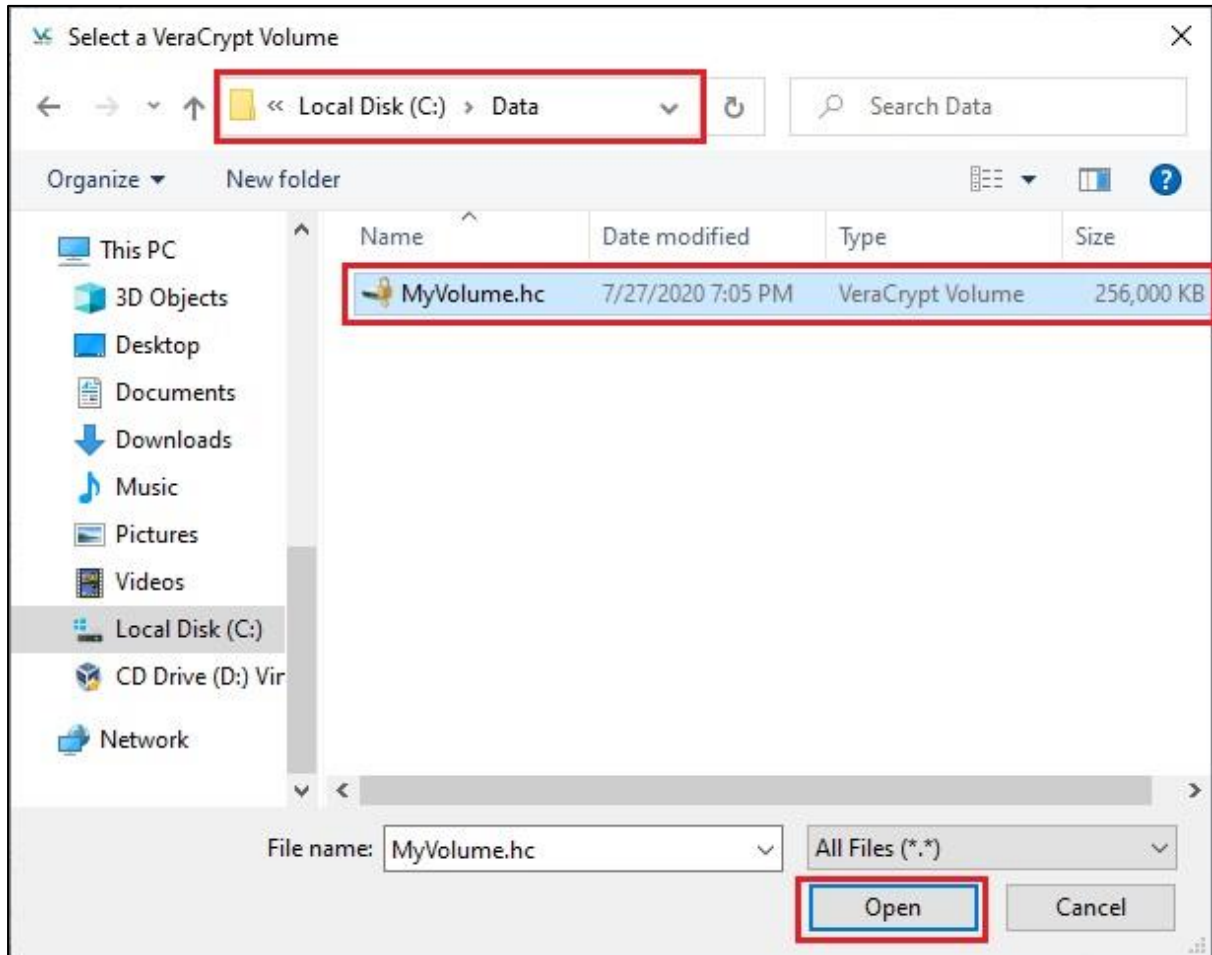 Select a VeraCrypt Volume
« Local Disk (C:) › Data
Search Data
Organize
New folder
Name Date modified Type Size
MyVolume.hc 7/27/2020 7:05 PM VeraCrypt Volume 256,000 KB
This PC
3D Objects
Desktop
Documents
Downloads
Music
Pictures
Videos
Local Disk (C:)
CD Drive (D:) Vir
Network
File name: MyVolume.hc All Files (*.*)
Open Cancel